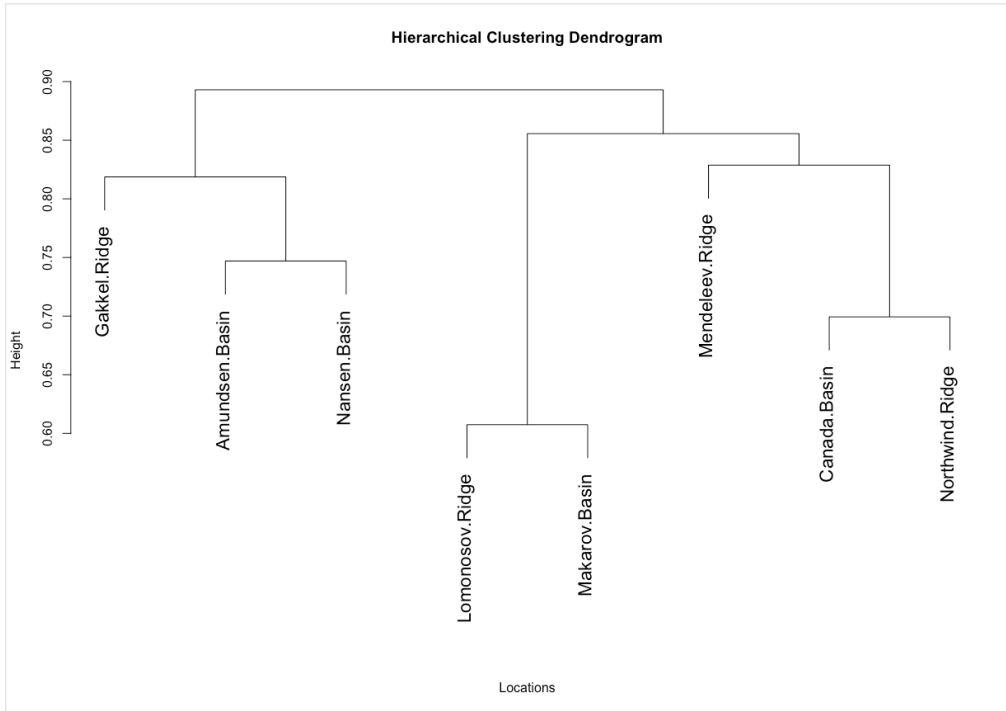 Hierarchical Clustering Dendrogram
Height
0.90
0.85
0.80
0.75
0.70
0.65
0.60
Gakkel.Ridge
Amundsen.Basin
Nansen.Basin
Lomonosov.Ridge
Makarov.Basin
Mendeleev.Ridge
Canada.Basin
Northwind.Ridge
Locations